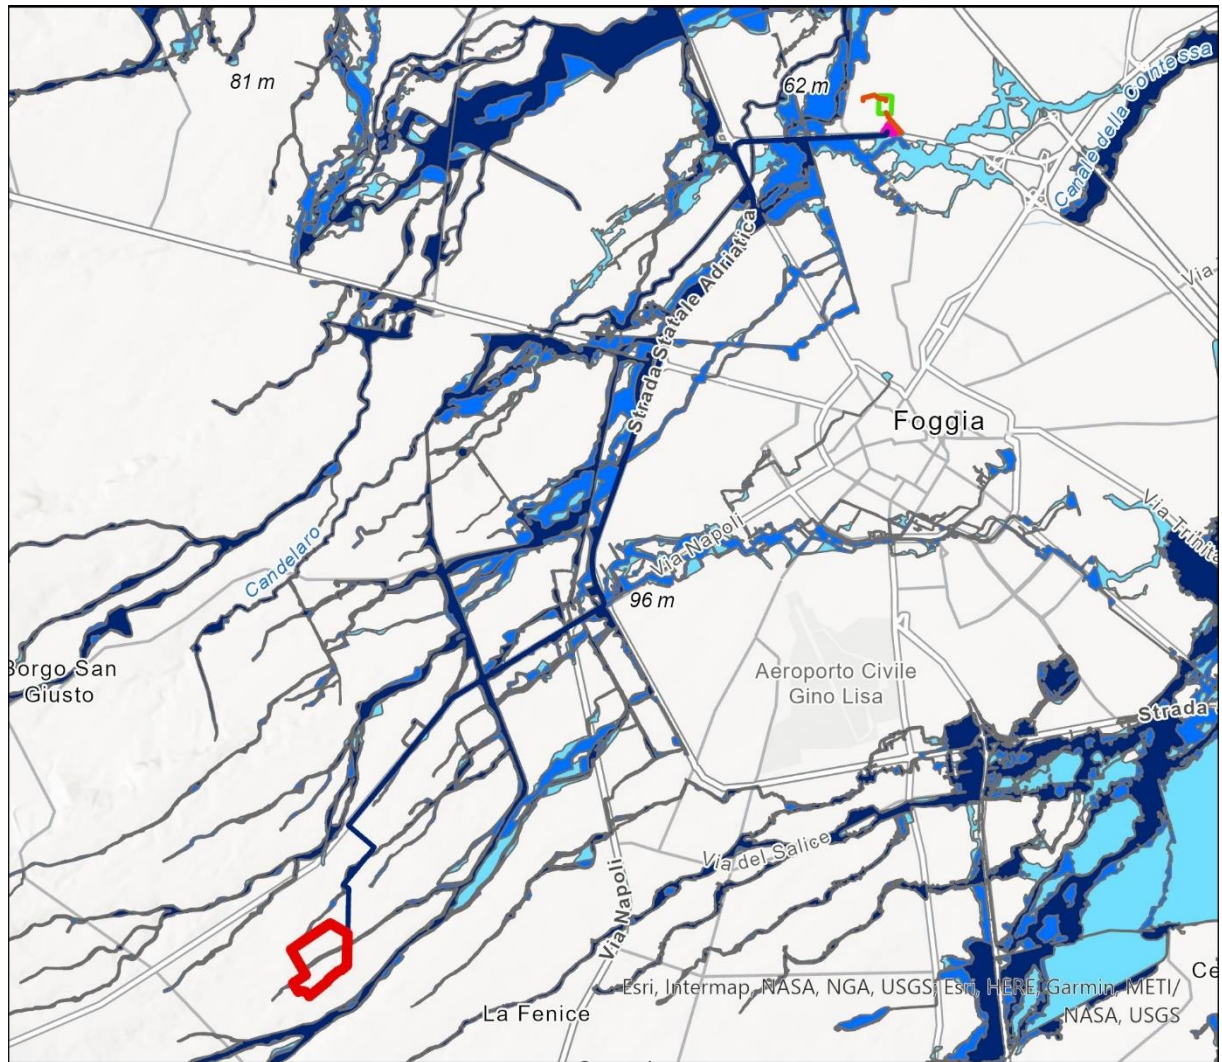 81 m
62 m
Canale della Contessa
Via
Strada Statale Adriatica
Foggia
Via Napoli
Via Trinita
Candelaro
96 m
Borgo San
Giusto
Aeroporto Civile
Gino Lisa
Strada
Via del Salice
Via Napoli
Ce
Esri, Intermap, NASA, NGA, USGS; Esri, HERE, Garmin, METI/
NASA, USGS
La Fenice